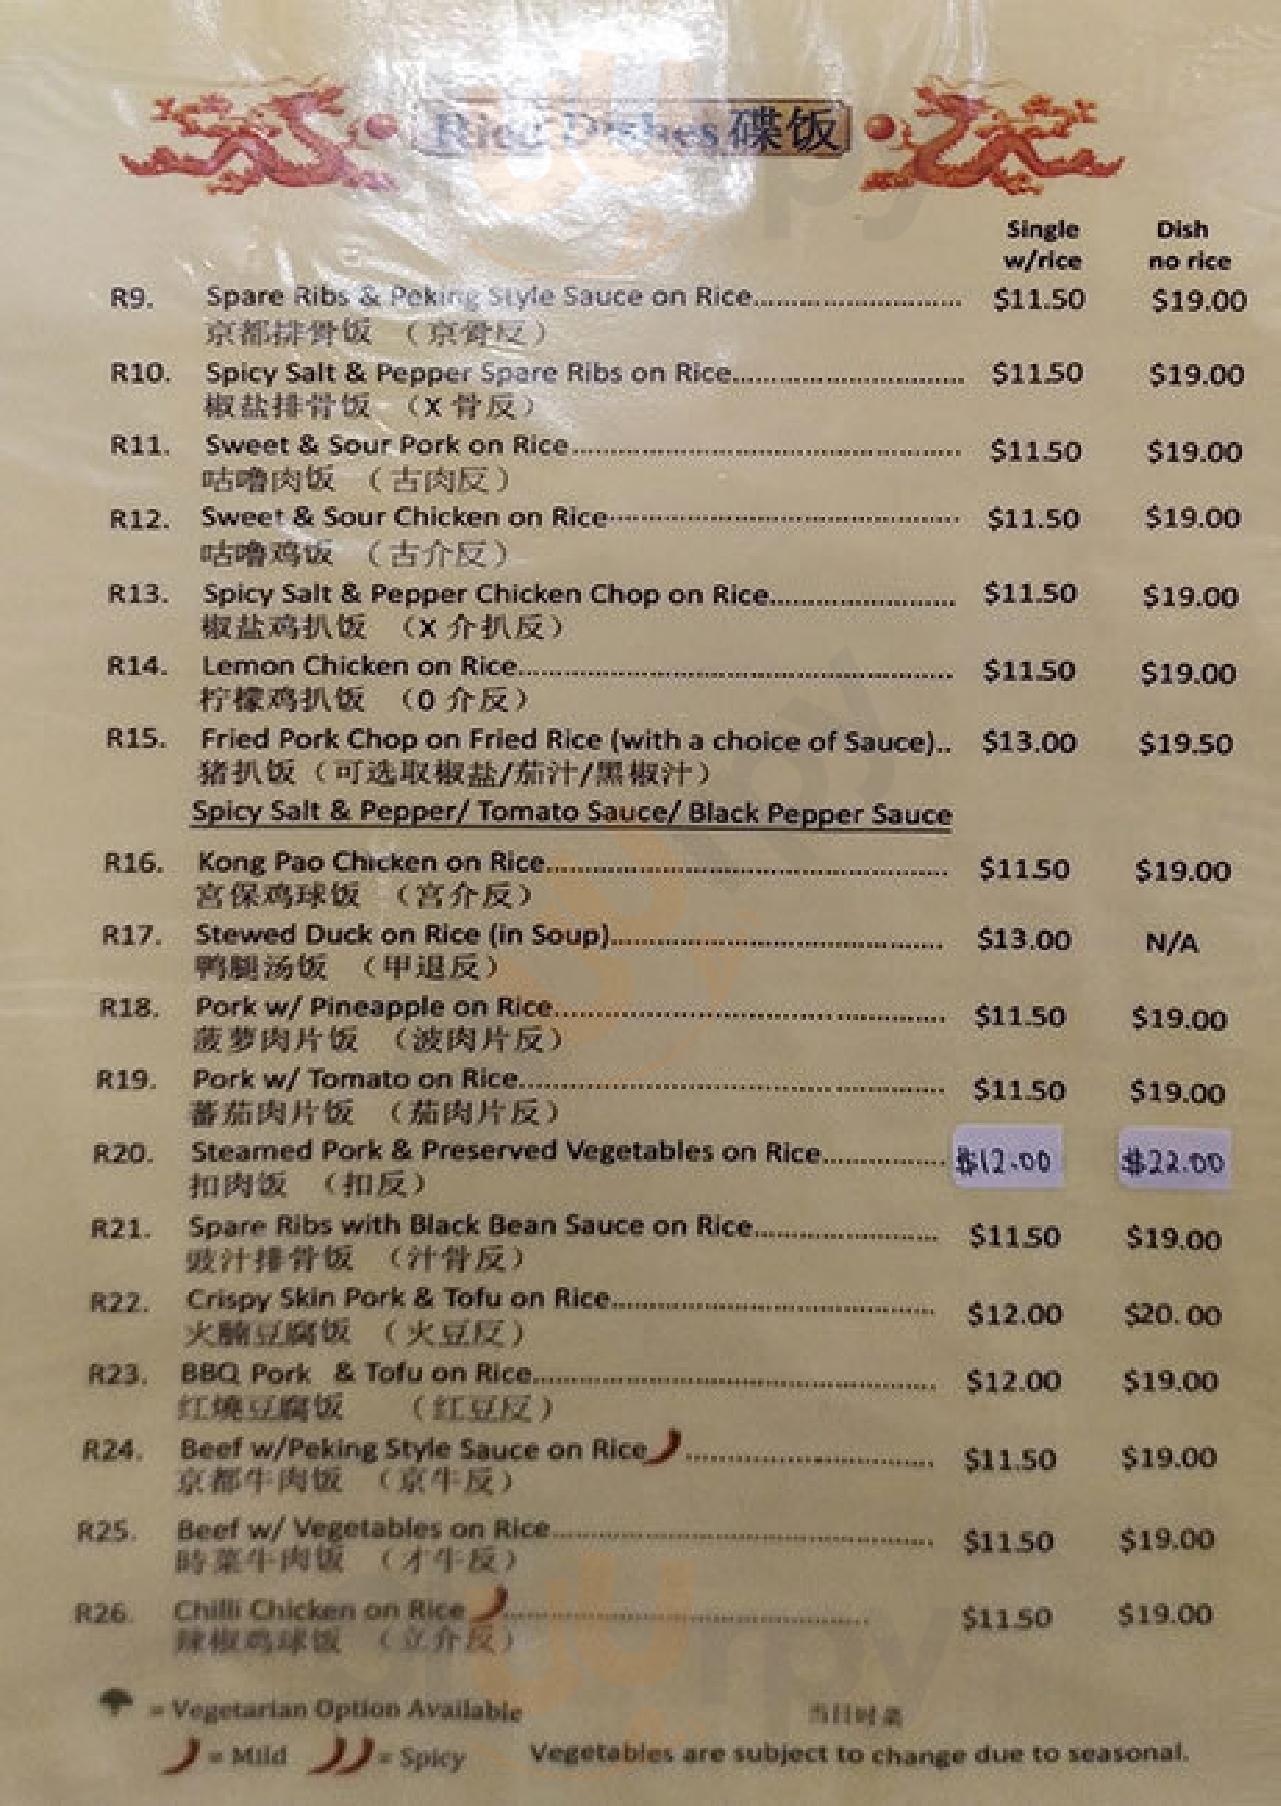 Rice Dishes碟饭
Single Dish
w/rice no rice
R9. Spare Ribs & Peking Style Sauce on Rice.......................... $11.50 $19.00
京都排骨饭 （京骨反）
R10. Spicy Salt & Pepper Spare Ribs on Rice............................. $11.50 $19.00
椒盐排骨饭 （X 骨反）
R11. Sweet & Sour Pork on Rice................................................ $11.50 $19.00
咕噜肉饭 （古肉反）
R12. Sweet & Sour Chicken on Rice........................................... $11.50 $19.00
咕噜鸡饭 （古介反）
R13. Spicy Salt & Pepper Chicken Chop on Rice....................... $11.50 $19.00
椒盐鸡扒饭 （X 介扒反）
R14. Lemon Chicken on Rice...................................................... $11.50 $19.00
柠檬鸡扒饭 （0 介反）
R15. Fried Pork Chop on Fried Rice (with a choice of Sauce).. $13.00 $19.50
猪扒饭（可选取椒盐/茄汁/黑椒汁）
Spicy Salt & Pepper/ Tomato Sauce/ Black Pepper Sauce
R16. Kong Pao Chicken on Rice.................................................. $11.50 $19.00
宫保鸡球饭 （宫介反）
R17. Stewed Duck on Rice (in Soup).......................................... $13.00 N/A
鸭腿汤饭 （甲退反）
R18. Pork w/ Pineapple on Rice................................................. $11.50 $19.00
菠萝肉片饭 （波肉片反）
R19. Pork w/ Tomato on Rice..................................................... $11.50 $19.00
蕃茄肉片饭 （茄肉片反）
R20. Steamed Pork & Preserved Vegetables on Rice............... $12.00 $22.00
扣肉饭 （扣反）
R21. Spare Ribs with Black Bean Sauce on Rice....................... $11.50 $19.00
豉汁排骨饭 （汁骨反）
R22. Crispy Skin Pork & Tofu on Rice........................................ $12.00 $20.00
火腩豆腐饭 （火豆反）
R23. BBQ Pork & Tofu on Rice.................................................. $12.00 $19.00
红燒豆腐饭 （红豆反）
R24. Beef w/Peking Style Sauce on Rice ............................... $11.50 $19.00
京都牛肉饭 （京牛反）
R25. Beef w/ Vegetables on Rice............................................... $11.50 $19.00
時菜牛肉饭 （才牛反）
R26. Chilli Chicken on Rice .............................................. $11.50 $19.00
辣椒鸡球饭 （立介反）
= Vegetarian Option Available 当日时菜
= Mild = Spicy Vegetables are subject to change due to seasonal.
sluurpy
sluurpy
sluurpy